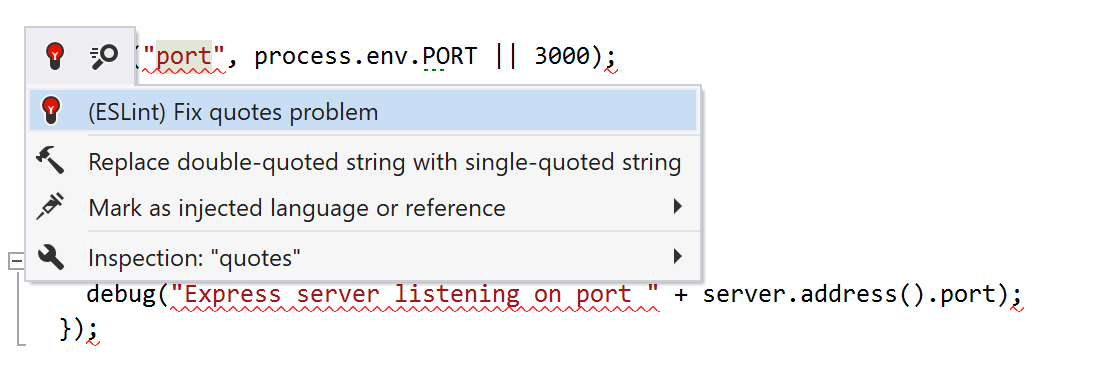 ("port", process.env.PORT || 3000);
(ESLint) Fix quotes problem
Replace double-quoted string with single-quoted string
Mark as injected language or reference
Inspection: "quotes"
debug("Express server listening on port " + server.address().port);
});